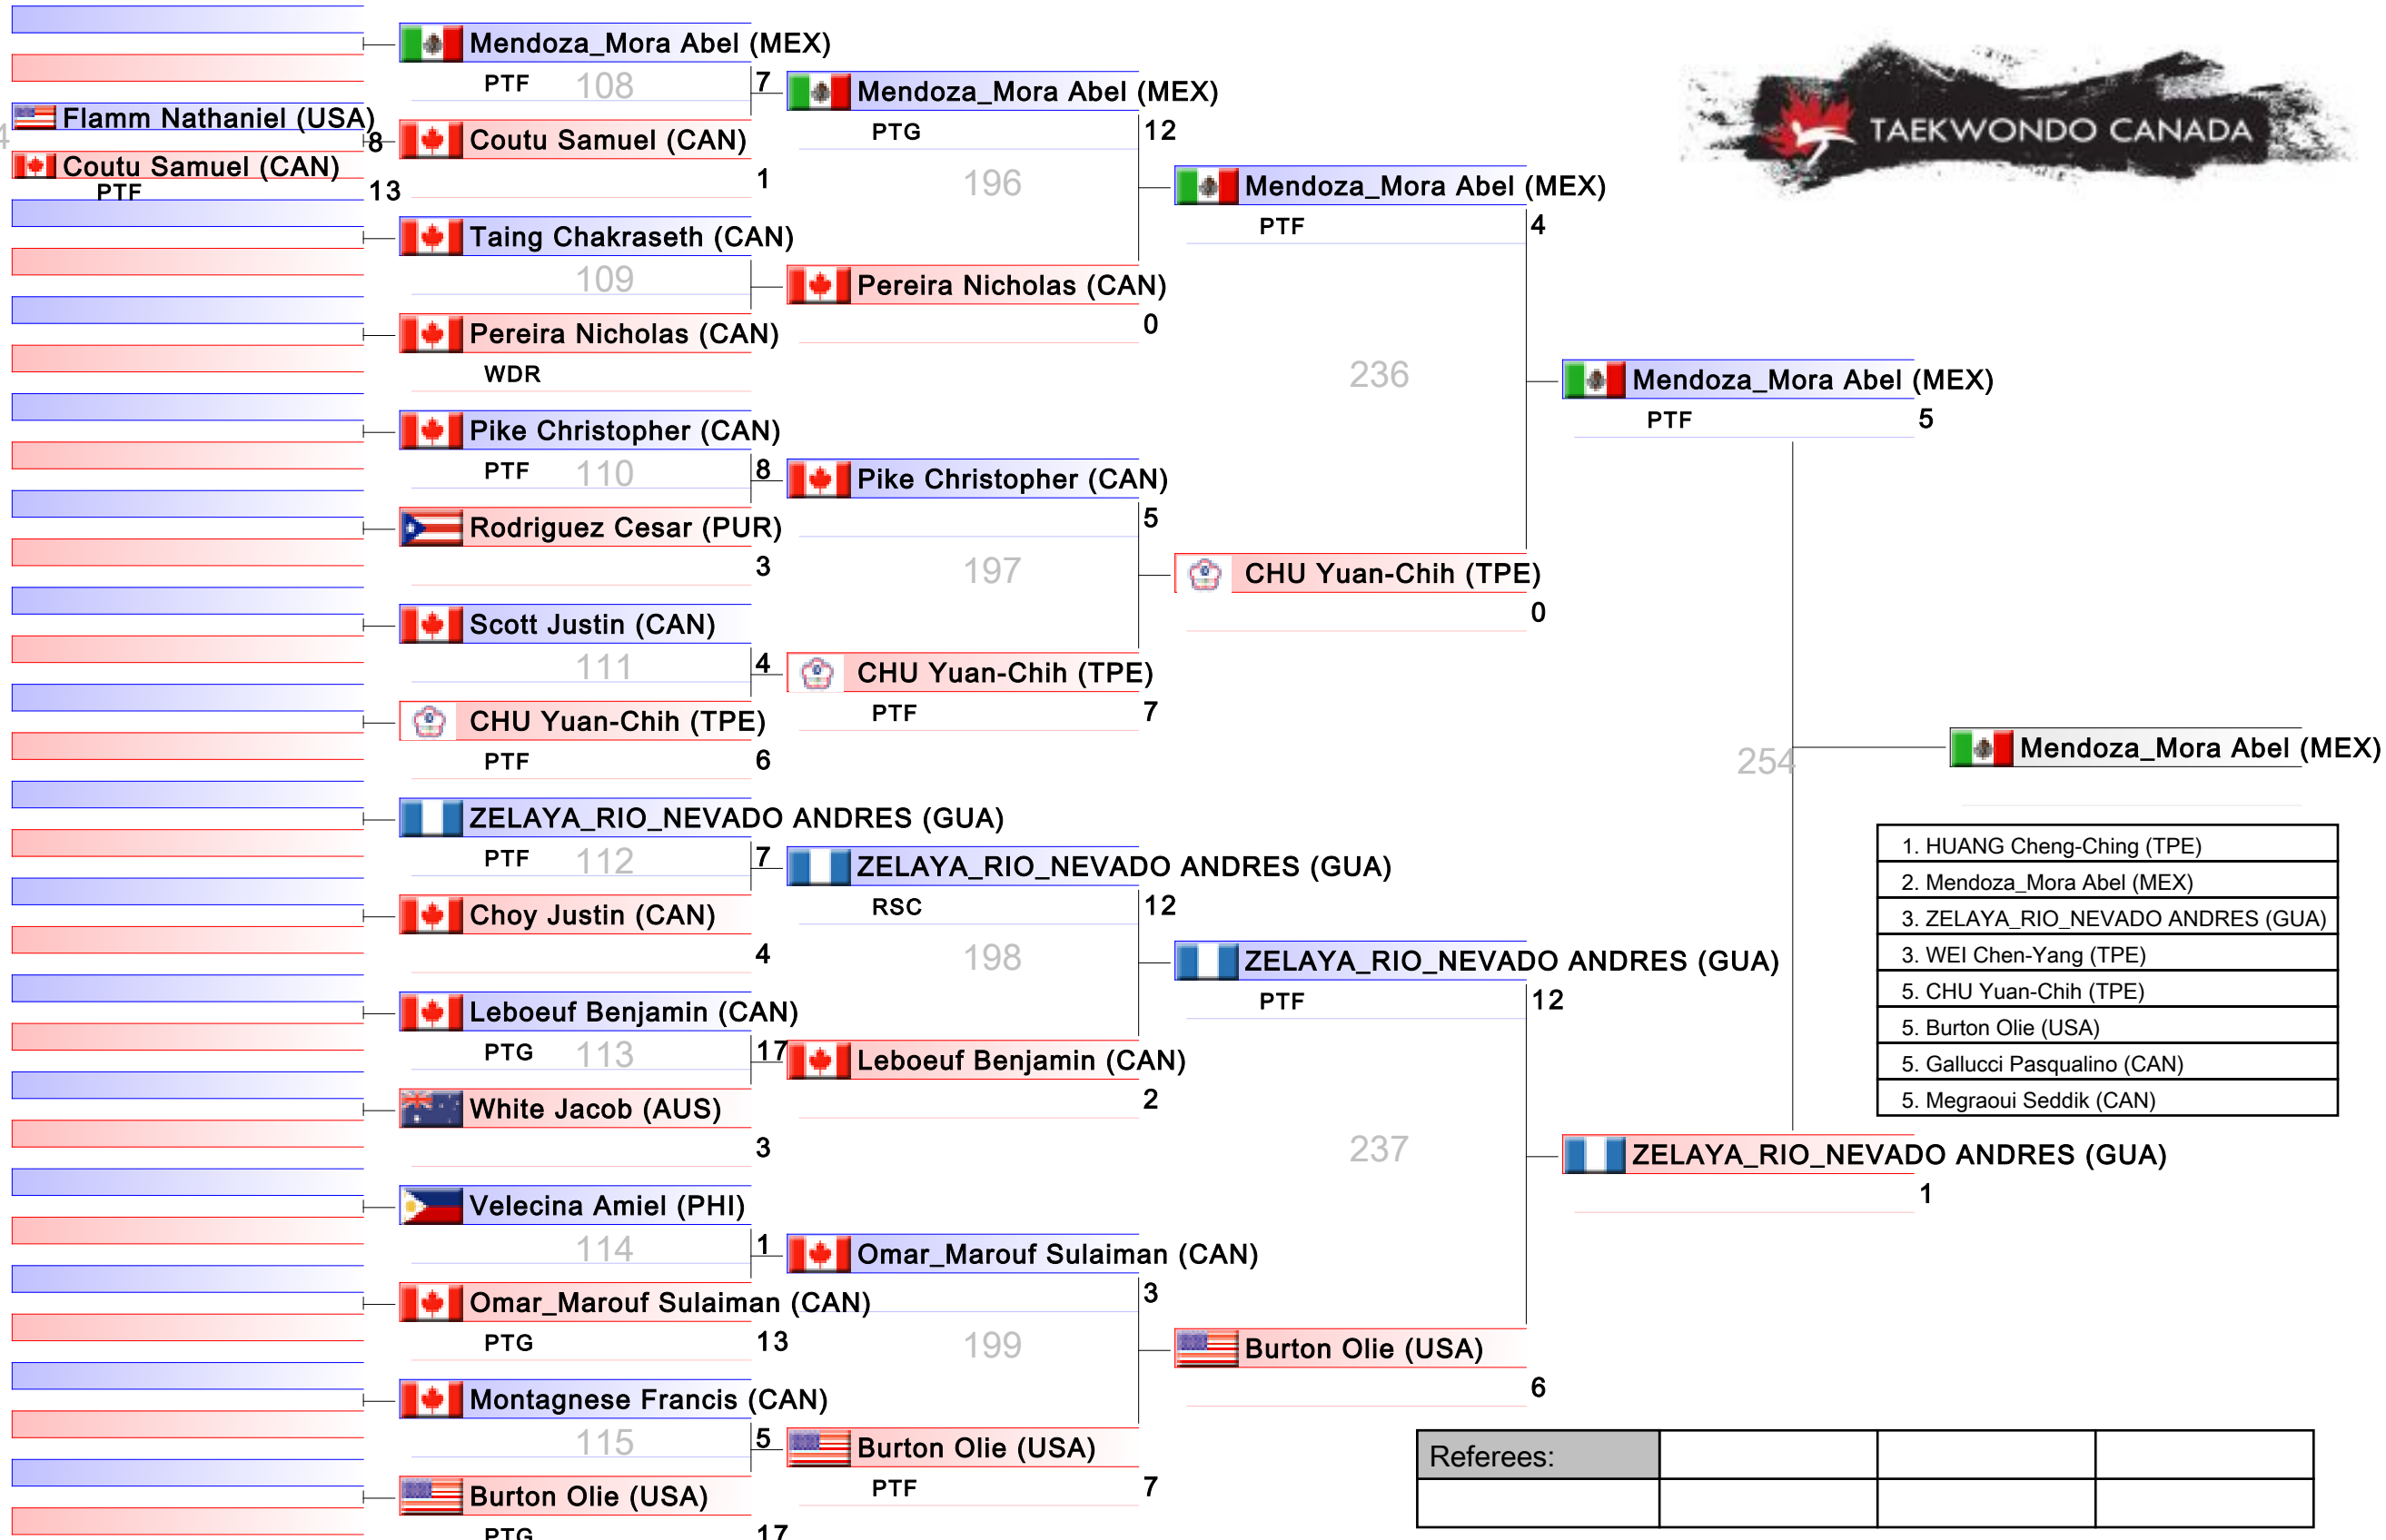 Mendoza_Mora Abel (MEX)
PTF 108 7
Flamm Nathaniel (USA)
8
Coutu Samuel (CAN)
PTF 13
Coutu Samuel (CAN)
1
Mendoza_Mora Abel (MEX)
PTG 12
196
Taing Chakraseth (CAN)
109
Pereira Nicholas (CAN)
WDR
Pereira Nicholas (CAN)
0
Mendoza_Mora Abel (MEX)
PTF 4
236
Pike Christopher (CAN)
PTF 110 8
Rodriguez Cesar (PUR)
3
Pike Christopher (CAN)
5
197
Scott Justin (CAN)
111 4
CHU Yuan-Chih (TPE)
PTF 6
CHU Yuan-Chih (TPE)
PTF 7
CHU Yuan-Chih (TPE)
0
Mendoza_Mora Abel (MEX)
PTF 5
254
ZELAYA_RIO_NEVADO ANDRES (GUA)
PTF 112 7
Choy Justin (CAN)
4
ZELAYA_RIO_NEVADO ANDRES (GUA)
RSC 12
198
Leboeuf Benjamin (CAN)
PTG 113 17
White Jacob (AUS)
3
Leboeuf Benjamin (CAN)
2
ZELAYA_RIO_NEVADO ANDRES (GUA)
PTF 12
237
Velecina Amiel (PHI)
114 1
Omar_Marouf Sulaiman (CAN)
PTG 13
Omar_Marouf Sulaiman (CAN)
3
199
Montagnese Francis (CAN)
115 5
Burton Olie (USA)
PTG 17
Burton Olie (USA)
PTF 7
Burton Olie (USA)
6
ZELAYA_RIO_NEVADO ANDRES (GUA)
1
TAEKWONDO CANADA
Mendoza_Mora Abel (MEX)
1. HUANG Cheng-Ching (TPE)
2. Mendoza_Mora Abel (MEX)
3. ZELAYA_RIO_NEVADO ANDRES (GUA)
3. WEI Chen-Yang (TPE)
5. CHU Yuan-Chih (TPE)
5. Burton Olie (USA)
5. Gallucci Pasqualino (CAN)
5. Megraoui Seddik (CAN)
Referees: